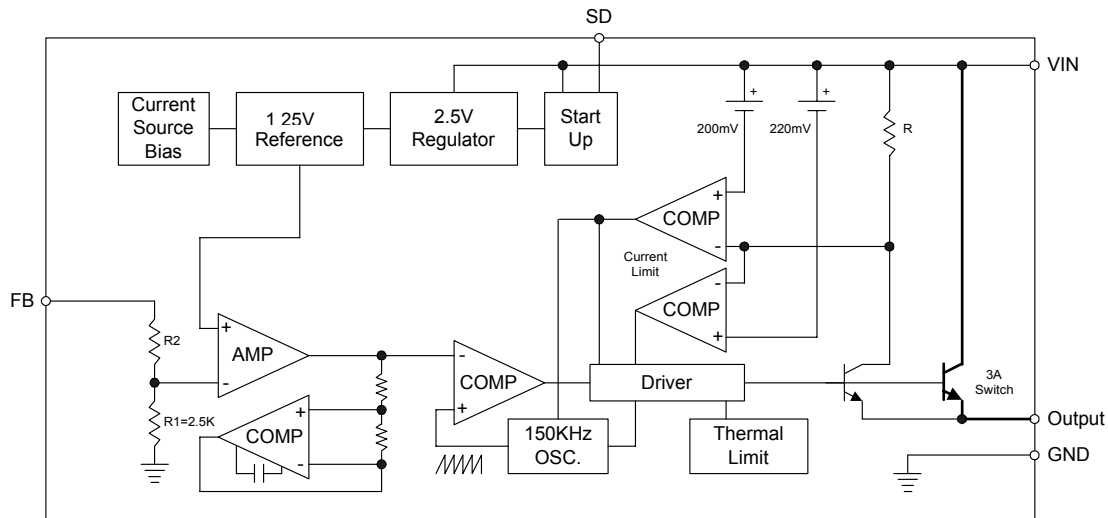 SD
VIN
Current
Source
Bias
1.25V
Reference
2.5V
Regulator
Start
Up
+
200mV
+
220mV
R
+
COMP
-
Current
Limit
-
COMP
+
FB
R2
+
AMP
-
R1=2.5K
+
COMP
-
-
COMP
+
Driver
150KHz
OSC.
Thermal
Limit
3A
Switch
Output
GND